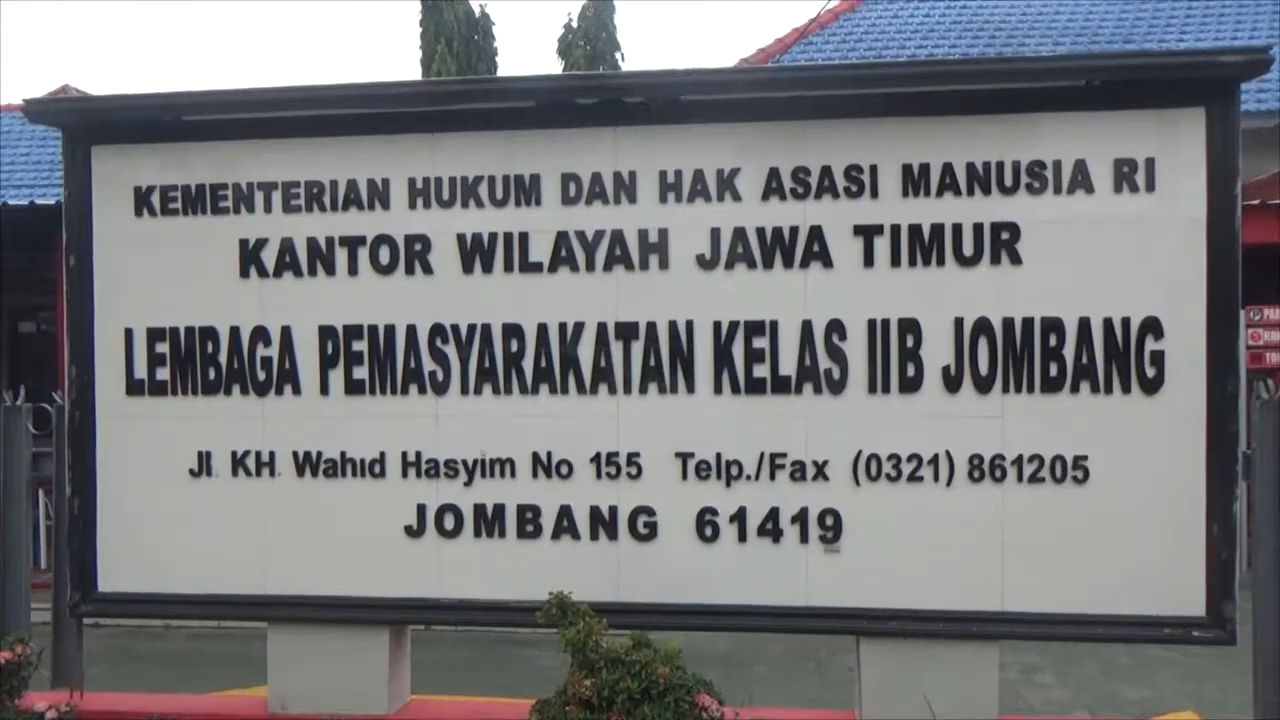 KEMENTERIAN HUKUM DAN HAK ASASI MANUSIA RI
KANTOR WILAYAH JAWA TIMUR
LEMBAGA PEMASYARAKATAN KELAS IIB JOMBANG
Jl. KH. Wahid Hasyim No 155 Telp./Fax (0321) 861205
JOMBANG 61419